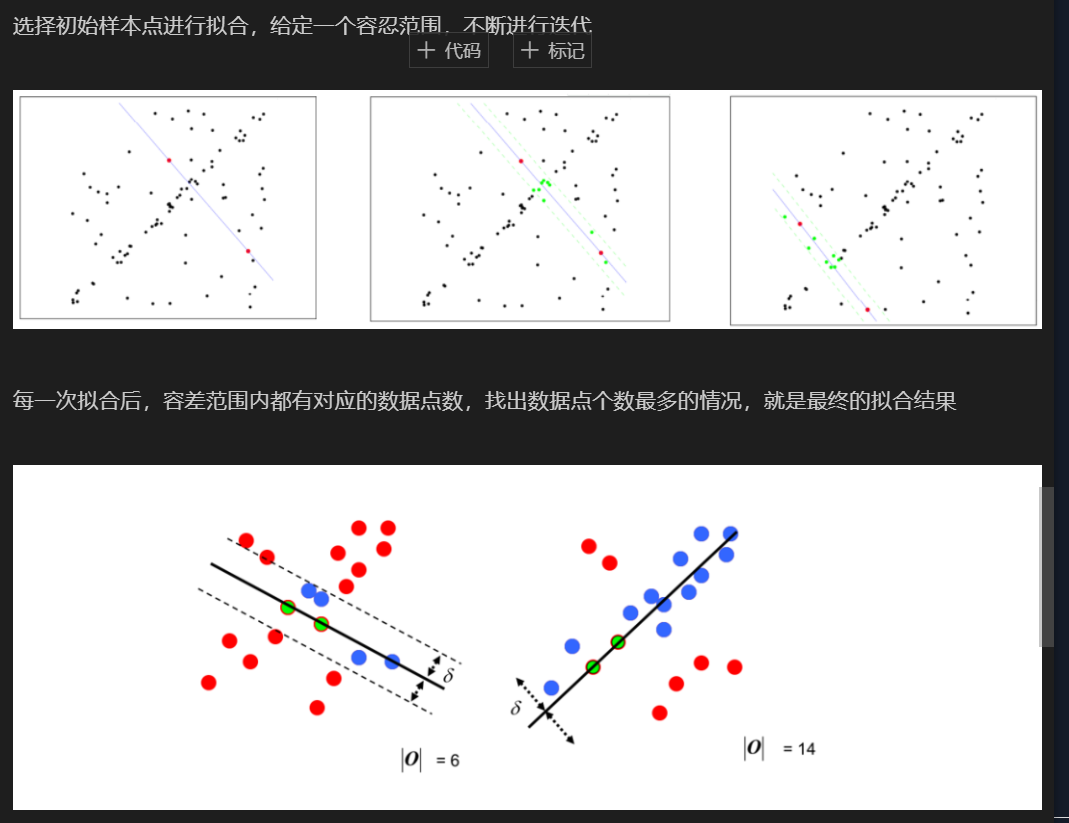 选择初始样本点进行拟合，给定一个容忍范围，不断进行迭代
+ 代码
+ 标记
每一次拟合后，容差范围内都有对应的数据点数，找出数据点个数最多的情况，就是最终的拟合结果
δ
δ
|O| = 6
|O| = 14